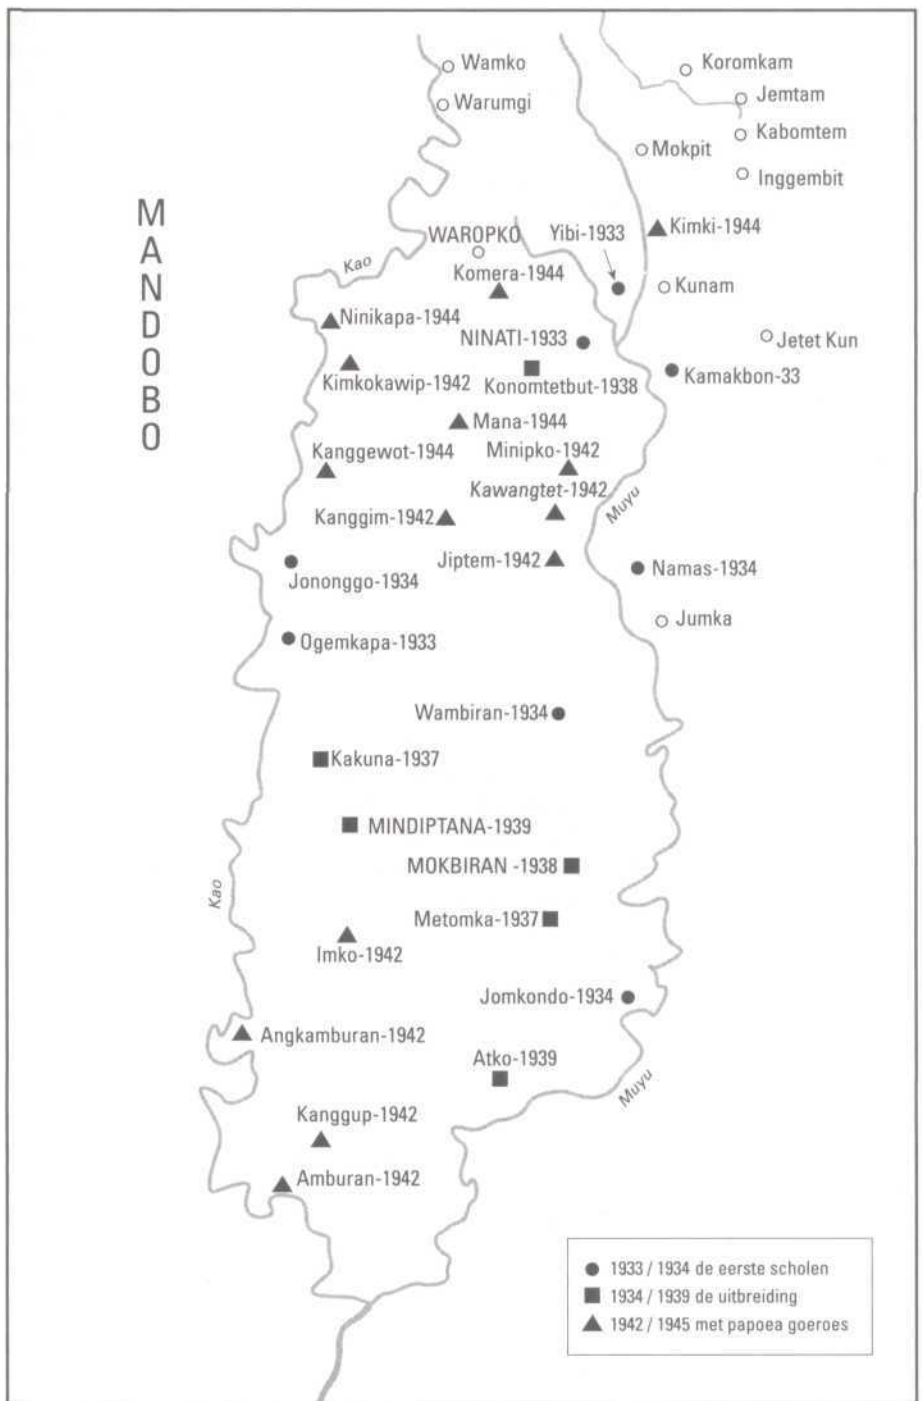 Wamko
Koromkam
Warumgi
Jemtam
Kabomtem
Mokpit
Inggembit
MANDOBO
WAROPKO
Yibi-1933
Kimki-1944
Kao
Komera-1944
Kunam
Ninikapa-1944
NINATI-1933
Jetet Kun
Kimkokawip-1942
Konomtetbut-1938
Kamakbon-33
Mana-1944
Kanggewot-1944
Minipko-1942
Kawangtet-1942
Muyu
Kanggim-1942
Jiptem-1942
Namas-1934
Jononggo-1934
Jumka
Ogemkapa-1933
Wambiran-1934
Kakuna-1937
MINDIPTANA-1939
MOKBIRAN -1938
Kao
Metomka-1937
Imko-1942
Jomkondo-1934
Angkamburan-1942
Atko-1939
Muyu
Kanggup-1942
Amburan-1942
1933 / 1934 de eerste scholen
1934 / 1939 de uitbreiding
1942 / 1945 met papoea goeroes